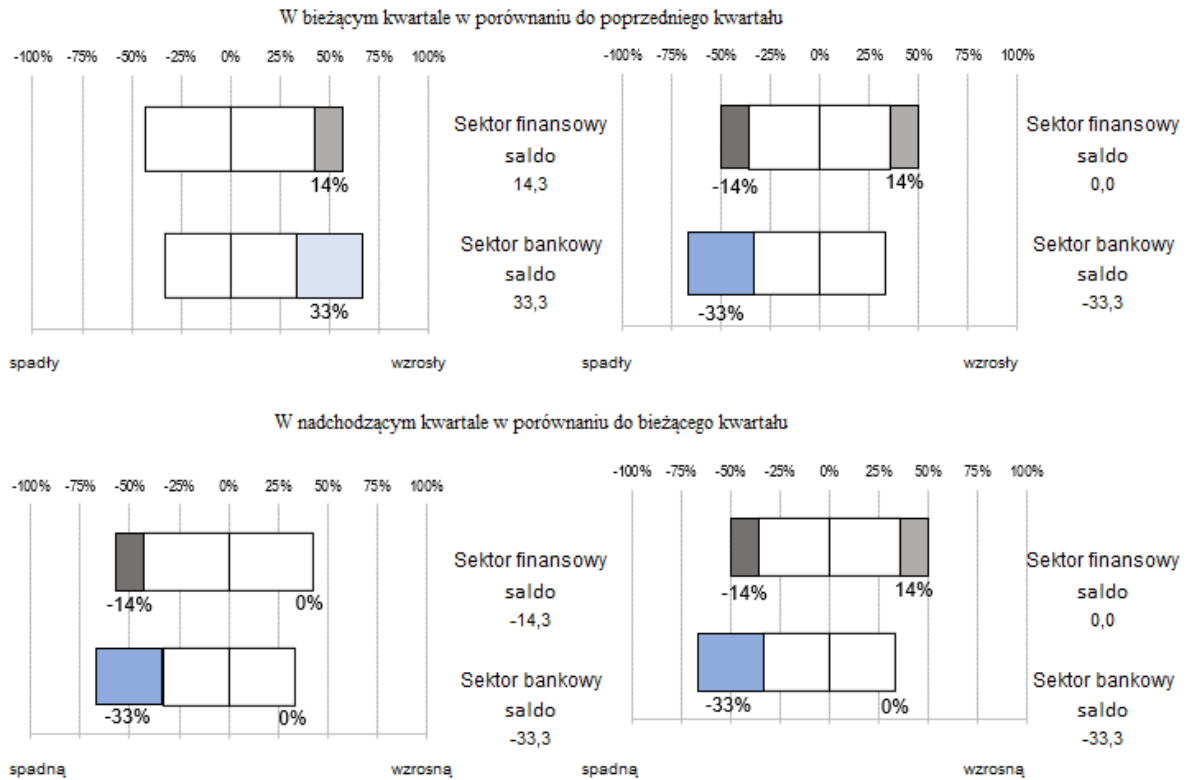 W bieżącym kwartale w porównaniu do poprzedniego kwartału
-100% -75% -50% -25% 0% 25% 50% 75% 100%
Sektor finansowy
saldo
14,3
14%
Sektor bankowy
saldo
33,3
33%
spadły wzrosły
-100% -75% -50% -25% 0% 25% 50% 75% 100%
Sektor finansowy
saldo
0,0
-14% 14%
Sektor bankowy
saldo
-33,3
-33%
spadły wzrosły
W nadchodzącym kwartale w porównaniu do bieżącego kwartału
-100% -75% -50% -25% 0% 25% 50% 75% 100%
Sektor finansowy
saldo
-14,3
-14% 0%
Sektor bankowy
saldo
-33,3
-33% 0%
spadną wzrosną
-100% -75% -50% -25% 0% 25% 50% 75% 100%
Sektor finansowy
saldo
0,0
-14% 14%
Sektor bankowy
saldo
-33,3
-33% 0%
spadną wzrosną